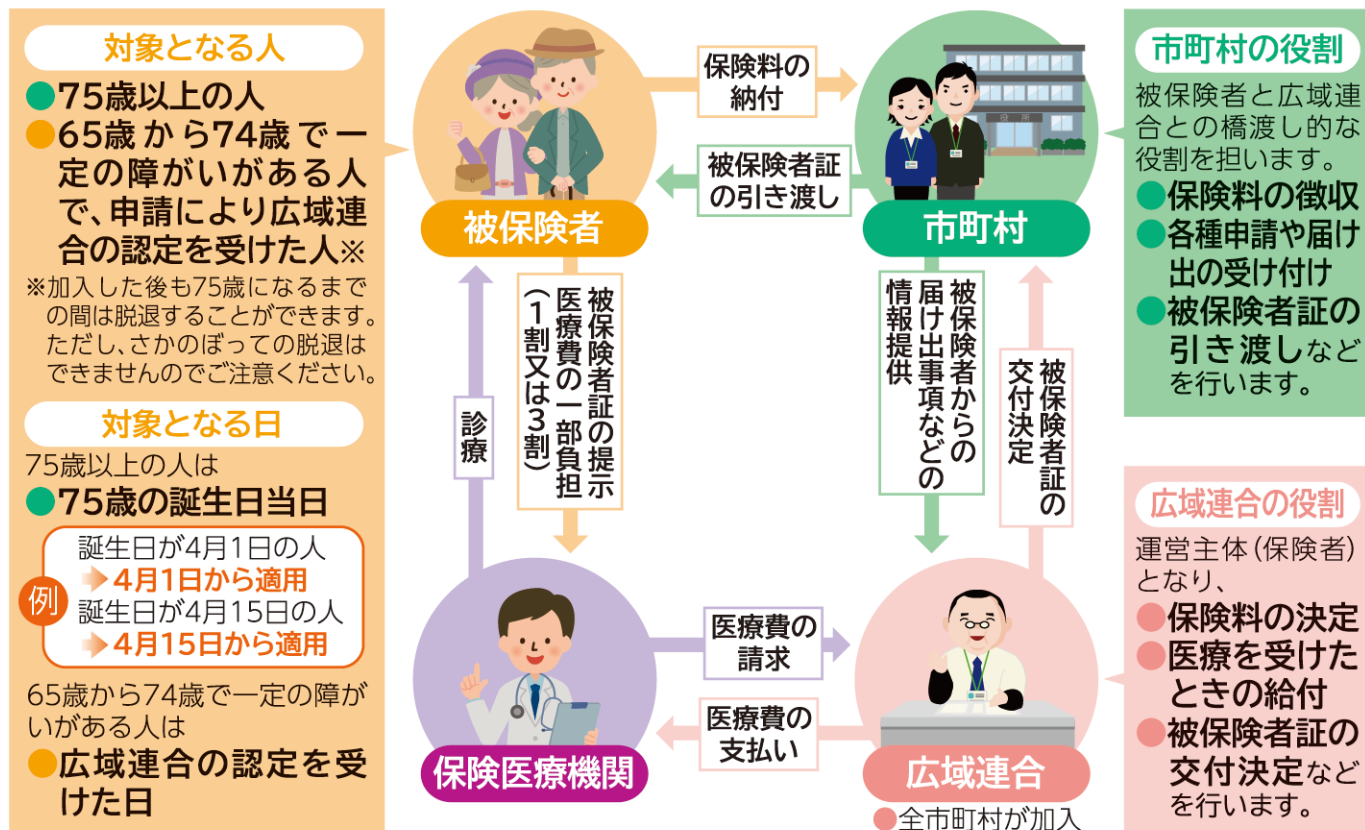 対象となる人
●75歳以上の人
●65歳から74歳で一
定の障がいがある人
で、申請により広域連
合の認定を受けた人※
※加入した後も75歳になるまで
の間は脱退することができます。
ただし、さかのぼっての脱退は
できませんのでご注意ください。
対象となる日
75歳以上の人は
●75歳の誕生日当日
例
誕生日が4月1日の人
4月1日から適用
誕生日が4月15日の人
4月15日から適用
65歳から74歳で一定の障が
いがある人は
●広域連合の認定を受
けた日
被保険者
保険料の
納付
被保険者証
の引き渡し
役所
市町村
診療
被保険者証の提示
医療費の一部負担
(1割又は3割)
被保険者からの
届け出事項などの
情報提供
被保険者証の
交付決定
保険医療機関
医療費の
請求
医療費の
支払い
広域連合
●全市町村が加入
市町村の役割
被保険者と広域連
合との橋渡し的な
役割を担います。
●保険料の徴収
●各種申請や届け
出の受け付け
●被保険者証の
引き渡しなど
を行います。
広域連合の役割
運営主体(保険者)
となり、
●保険料の決定
●医療を受けた
ときの給付
●被保険者証の
交付決定など
を行います。